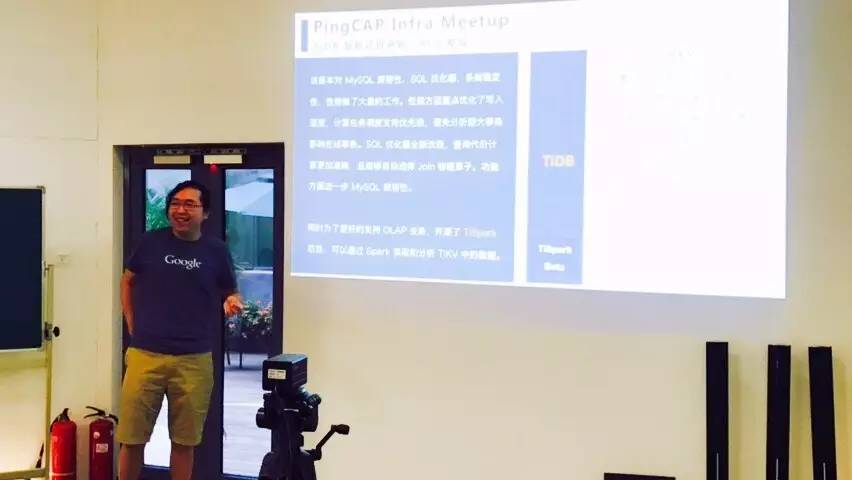 PingCAP Infra Meetup
该版本对 MySQL 兼容性、SQL 优化器、系统稳定
性、性能做了大量的工作。性能方面重点优化了写入
速度，计算任务调度支持优先级，避免分析型大事务
影响在线事务。SQL 优化器全新改版，查询代价计
算更加准确，且能够自动选择 Join 物理算子。功能
方面进一步 MySQL 兼容性。
同时为了更好的支持 OLAP 业务，开源了 TiSpark
项目，可以通过 Spark 读取和分析 TiKV 中的数据。
TiDB
TiSpark
Beta
Google